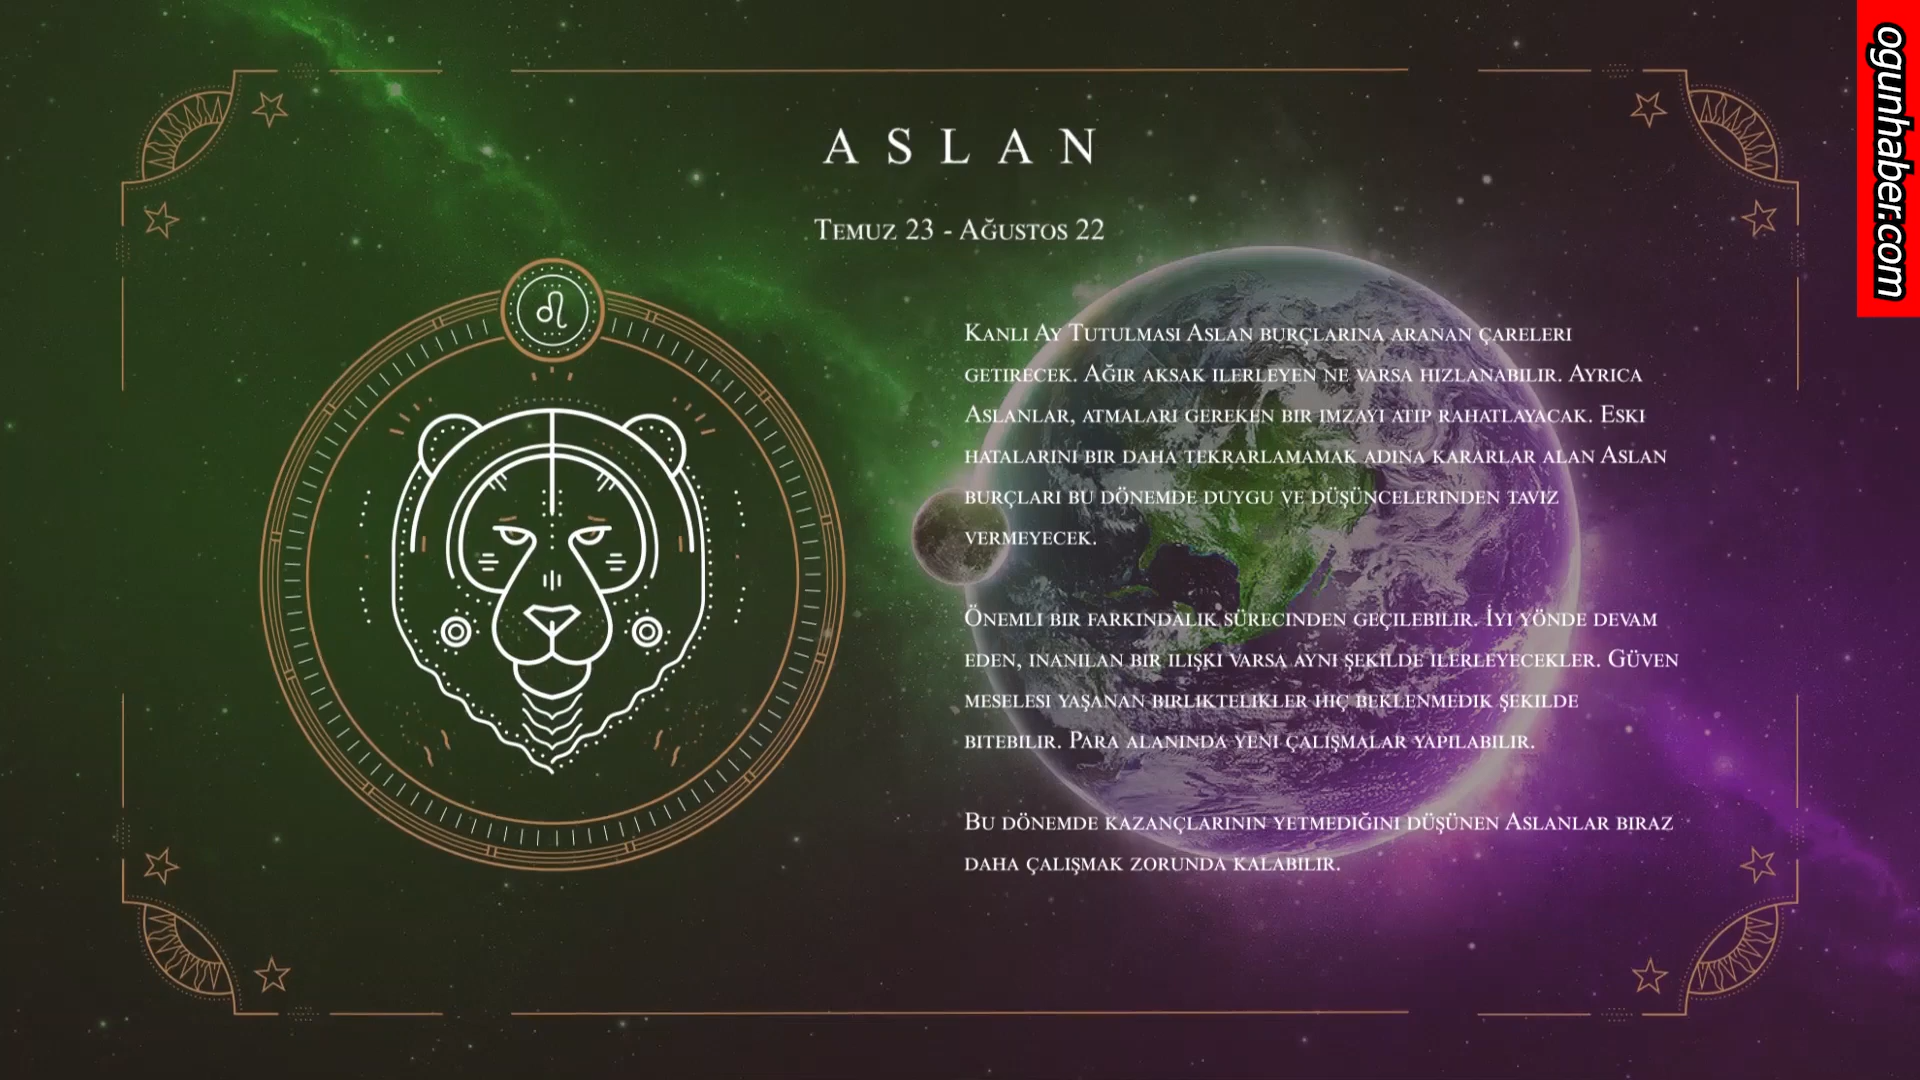 ASLAN
Temuz 23 - Ağustos 22
Kanlı Ay Tutulması Aslan burçlarına aranan çareleri
getirecek. Ağır aksak ilerleyen ne varsa hızlanabilir. Ayrıca
Aslanlar, atmaları gereken bir imzayı atıp rahatlayacak. Eski
hatalarını bir daha tekrarlamamak adına kararlar alan Aslan
burçları bu dönemde duygu ve düşüncelerinden taviz
vermeyecek.
Önemli bir farkındalık sürecinden geçilebilir. İyi yönde devam
eden, inanılan bir ilişki varsa aynı şekilde ilerleyecekler. Güven
meselesi yaşanan birliktelikler hiç beklenmedik şekilde
bitebilir. Para alanında yeni çalışmalar yapılabilir.
Bu dönemde kazançlarının yetmediğini düşünen Aslanlar biraz
daha çalışmak zorunda kalabilir.
ogunhaber.com